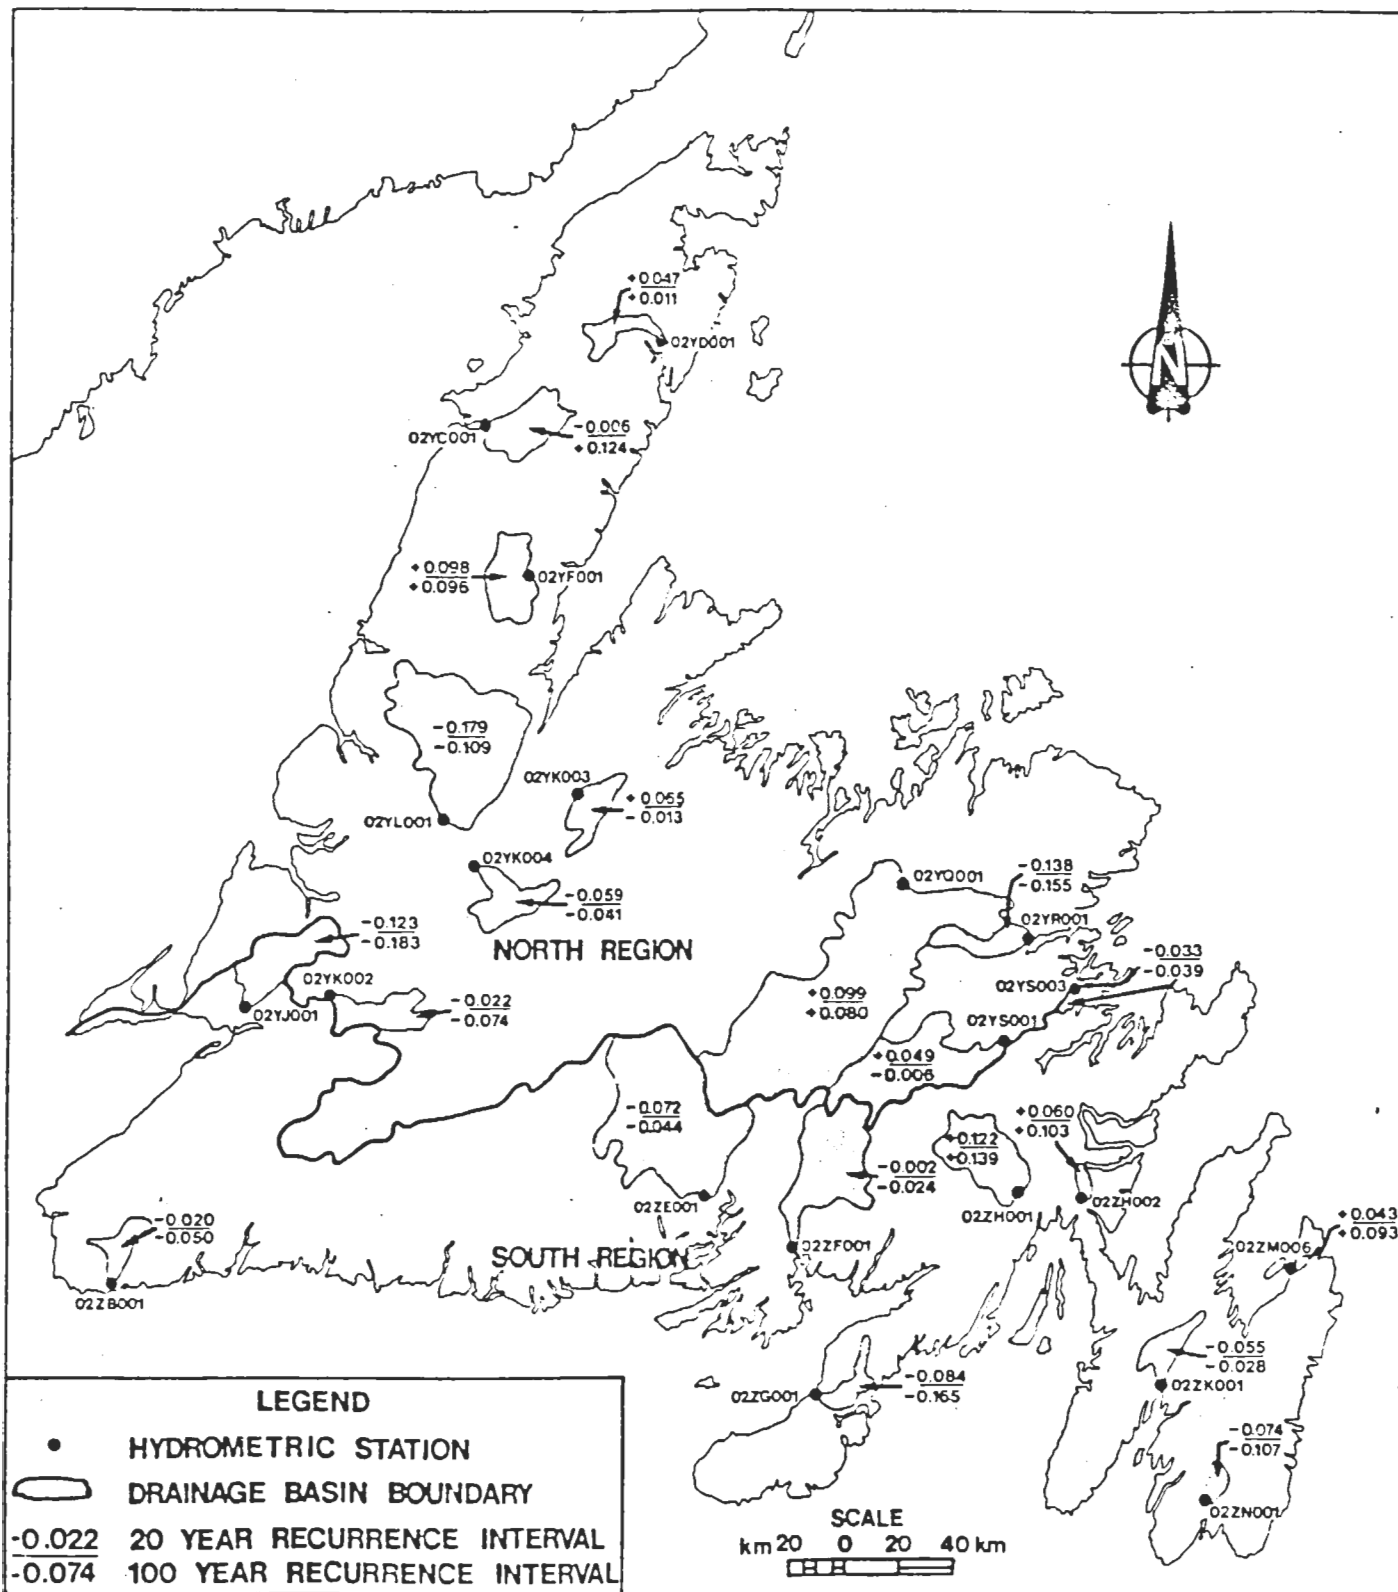 +0.047
+0.011
02YD001
N
02YC001
-0.006
+0.124
+0.098
+0.096
02YF001
-0.179
-0.109
02YK003
+0.055
-0.013
02YL001
02YK004
-0.059
-0.041
02YQ001
-0.138
-0.155
-0.123
-0.183
NORTH REGION
02YR001
02YK002
-0.033
-0.039
02YS003
02YJ001
-0.022
-0.074
+0.099
+0.080
02YS001
+0.049
-0.006
-0.072
-0.044
+0.060
+0.103
+0.122
+0.139
-0.002
-0.024
02ZE001
02ZH001
02ZH002
-0.020
-0.050
02ZF001
SOUTH REGION
+0.043
+0.093
02ZM006
02ZB001
-0.055
-0.028
02ZK001
-0.084
-0.165
02ZG001
-0.074
-0.107
02ZN001
LEGEND
HYDROMETRIC STATION
DRAINAGE BASIN BOUNDARY
-0.022 20 YEAR RECURRENCE INTERVAL
-0.074 100 YEAR RECURRENCE INTERVAL
SCALE
km 20 0 20 40 km